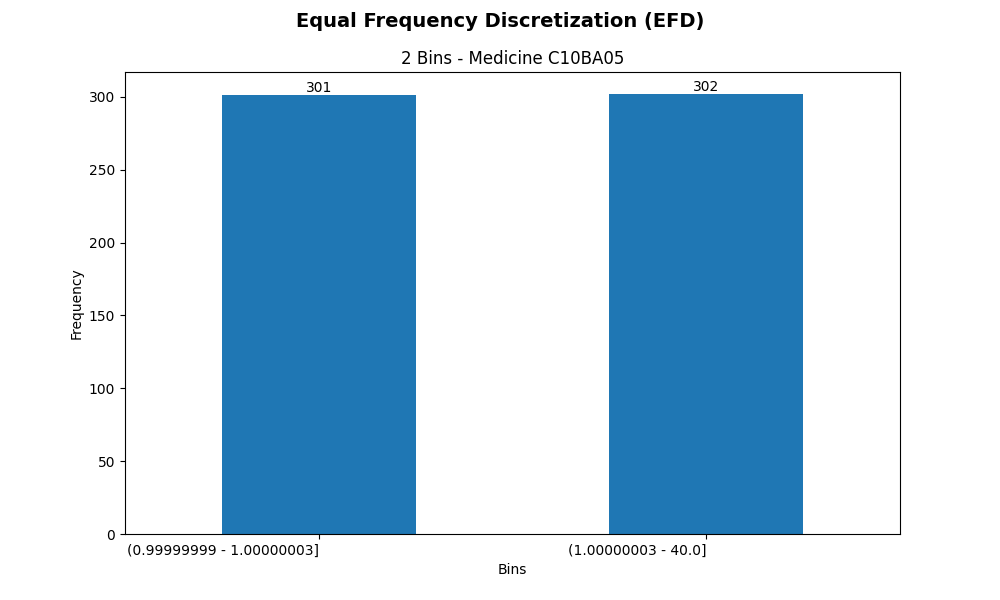 Equal Frequency Discretization (EFD)
2 Bins - Medicine C10BA05
301
302
300
250
200
150
100
50
0
Frequency
(0.99999999 - 1.00000003]
(1.00000003 - 40.0]
Bins